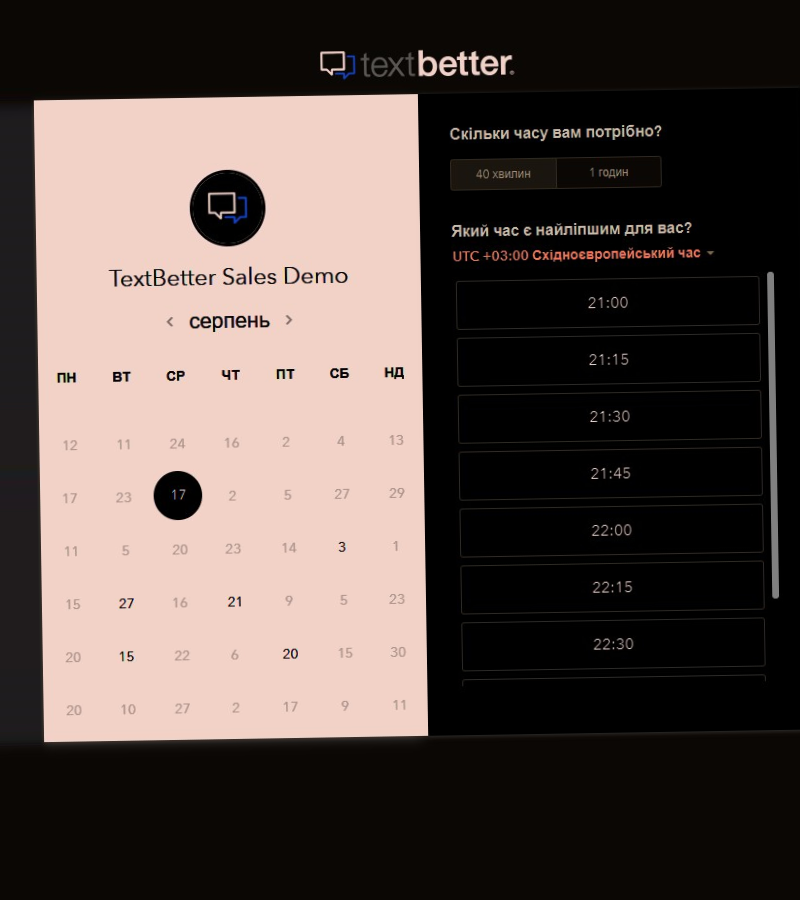 textbetter.
TextBetter Sales Demo
серпень
ПН ВТ СР ЧТ ПТ СБ НД
12 11 24 16 2 4 13
17 23 17 2 5 27 29
11 5 20 23 14 3 1
15 27 16 21 9 5 23
20 15 22 6 20 15 30
20 10 27 2 17 9 11
Скільки часу вам потрібно?
40 хвилин 1 годин
Який час є найліпшим для вас?
UTC +03:00 Східноєвропейський час
21:00
21:15
21:30
21:45
22:00
22:15
22:30